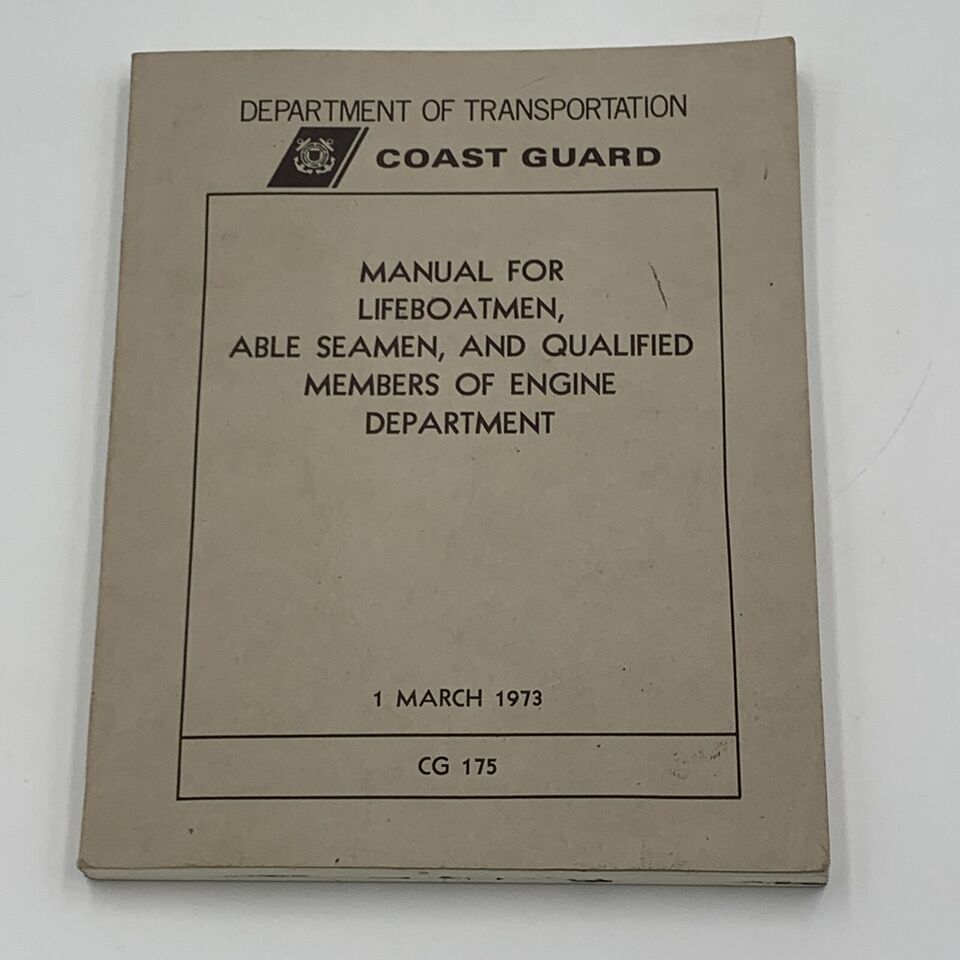 DEPARTMENT OF TRANSPORTATION
COAST GUARD
MANUAL FOR
LIFEBOATMEN,
ABLE SEAMEN, AND QUALIFIED
MEMBERS OF ENGINE
DEPARTMENT
1 MARCH 1973
CG 175